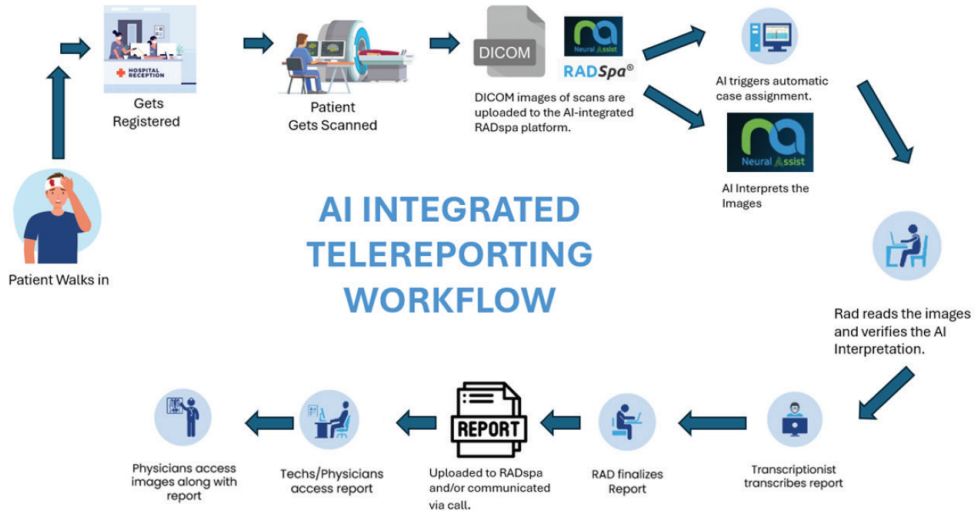 HOSPITAL
RECEPTION
Gets
Registered
Patient
Gets Scanned
DICOM
na
Neural Assist
RADSpa®
DICOM images of scans are
uploaded to the AI-integrated
RADspa platform.
AI triggers automatic
case assignment.
na
Neural Assist
AI Interprets the
Images
Patient Walks in
AI INTEGRATED
TELEREPORTING
WORKFLOW
Rad reads the images
and verifies the AI
Interpretation.
Physicians access
images along with
report
Techs/Physicians
access report
REPORT
Uploaded to RADspa
and/or communicated
via call.
RAD finalizes
Report
Transcriptionist
transcribes report